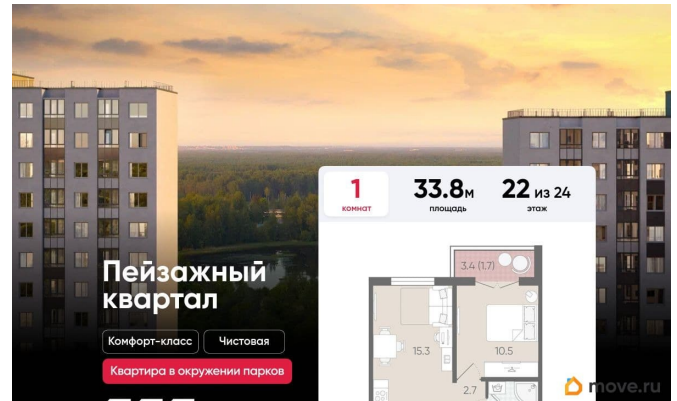 1
комнат
33.8м
площадь
22 из 24
этаж
Пейзажный
квартал
Комфорт-класс
Чистовая
Квартира в окружении парков
3.4 (1.7)
15.3
10.5
2.7
move.ru